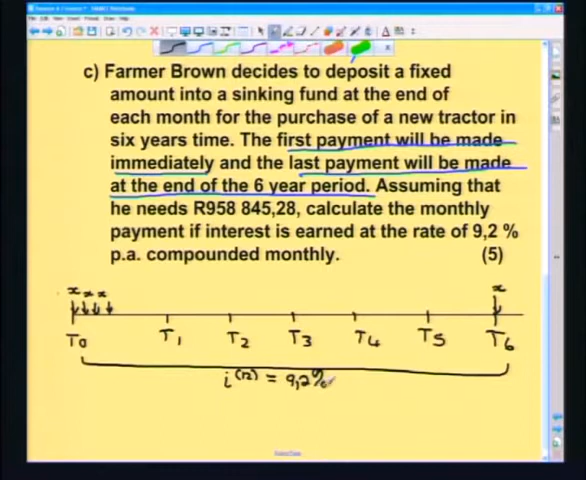 c) Farmer Brown decides to deposit a fixed
amount into a sinking fund at the end of
each month for the purchase of a new tractor in
six years time. The first payment will be made
immediately and the last payment will be made
at the end of the 6 year period. Assuming that
he needs R958 845,28, calculate the monthly
payment if interest is earned at the rate of 9,2 %
p.a. compounded monthly. (5)
x x x x
T0 T1 T2 T3 T4 T5 T6
i^(12) = 9,2%